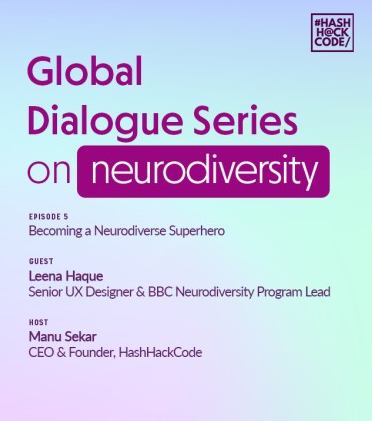 #HASH
H@CK
CODE/
Global
Dialogue Series
on neurodiversity
EPISODE 5
Becoming a Neurodiverse Superhero
GUEST
Leena Haque
Senior UX Designer & BBC Neurodiversity Program Lead
HOST
Manu Sekar
CEO & Founder, HashHackCode